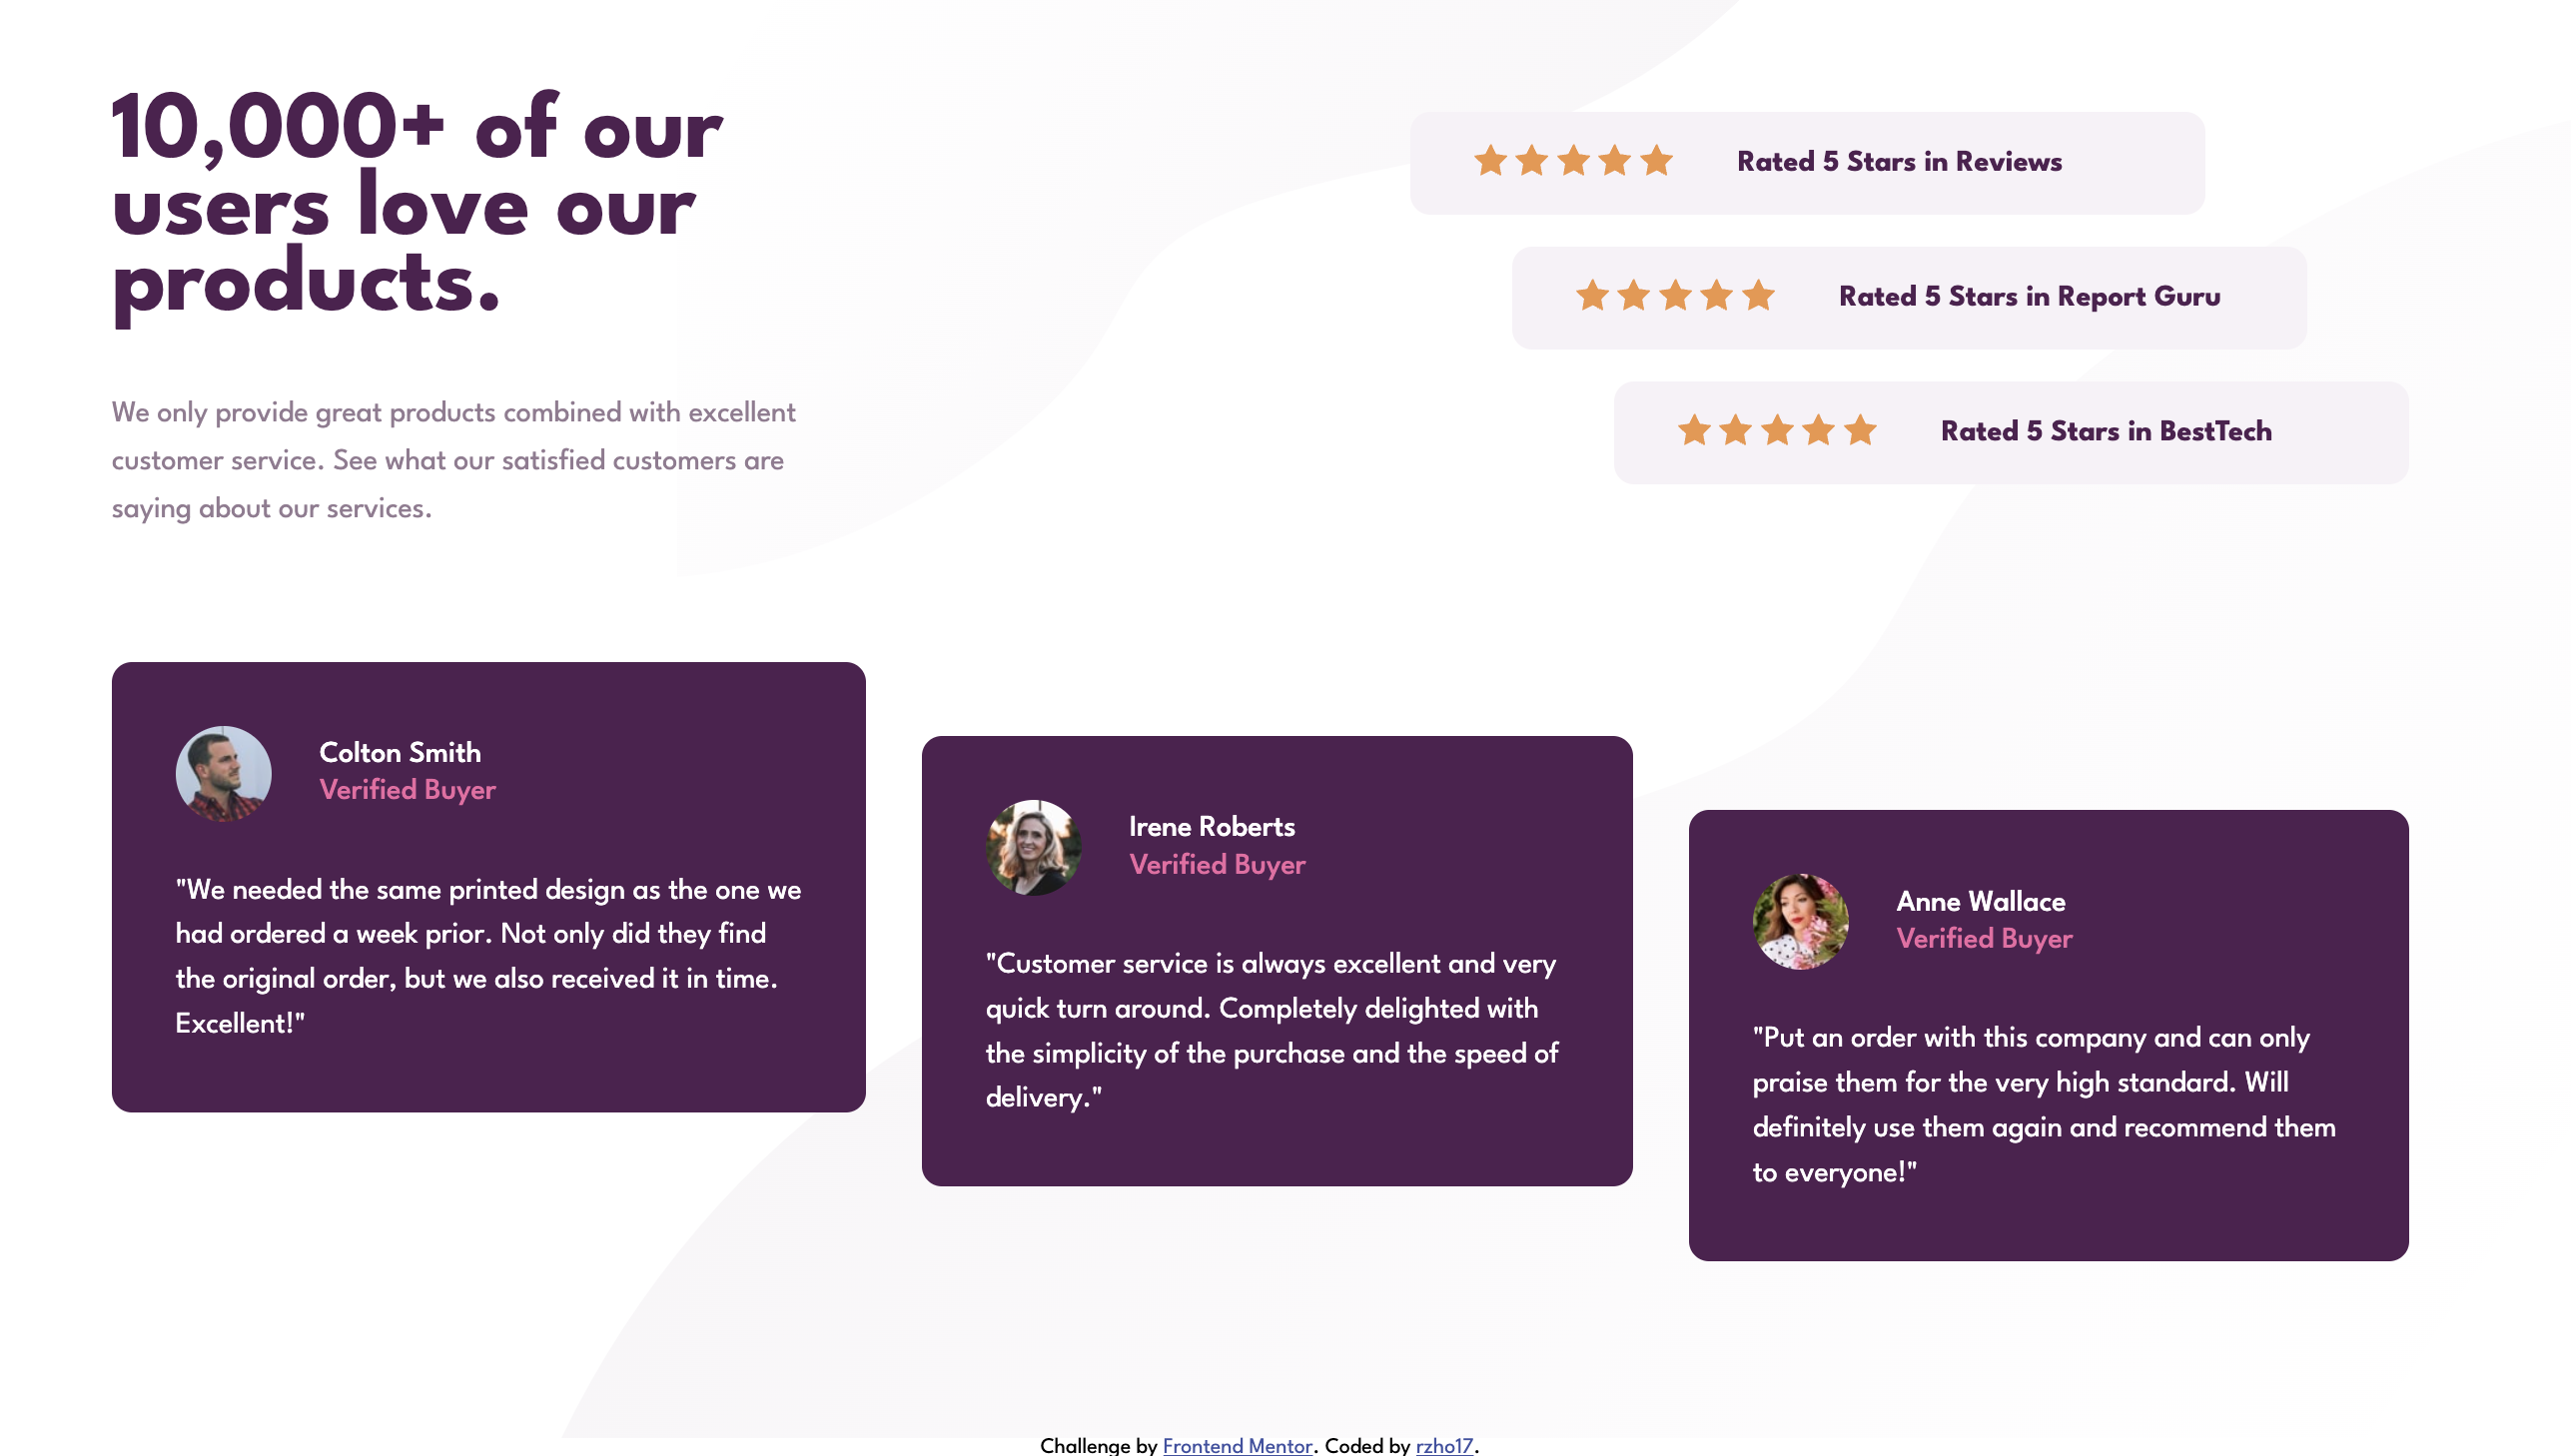 10,000+ of our
users love our
products.
We only provide great products combined with excellent
customer service. See what our satisfied customers are
saying about our services.
Rated 5 Stars in Reviews
Rated 5 Stars in Report Guru
Rated 5 Stars in BestTech
Colton Smith
Verified Buyer
"We needed the same printed design as the one we
had ordered a week prior. Not only did they find
the original order, but we also received it in time.
Excellent!"
Irene Roberts
Verified Buyer
"Customer service is always excellent and very
quick turn around. Completely delighted with
the simplicity of the purchase and the speed of
delivery."
Anne Wallace
Verified Buyer
"Put an order with this company and can only
praise them for the very high standard. Will
definitely use them again and recommend them
to everyone!"
Challenge by Frontend Mentor. Coded by rzho17.